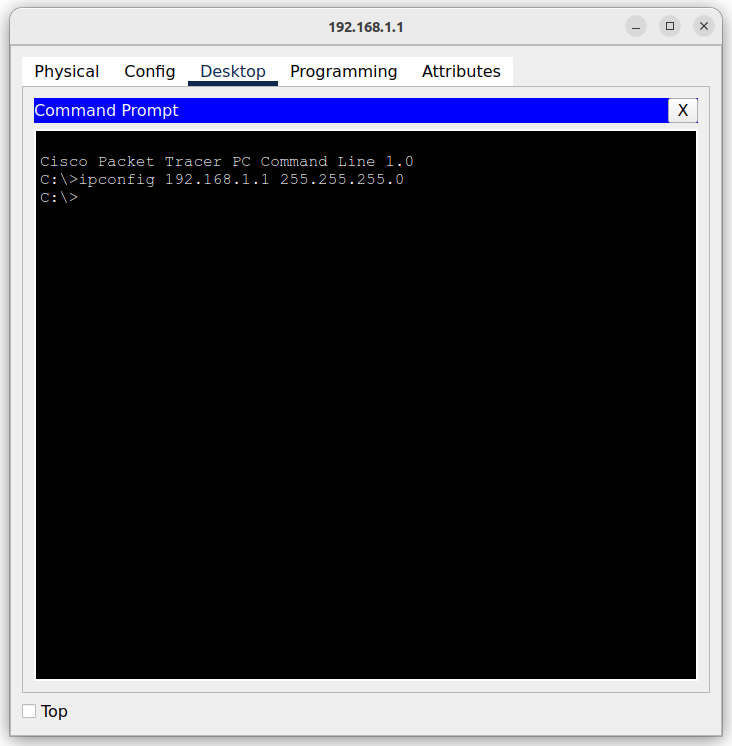 192.168.1.1
Physical Config Desktop Programming Attributes
Command Prompt X
Cisco Packet Tracer PC Command Line 1.0
C:\>ipconfig 192.168.1.1 255.255.255.0
C:\>
Top